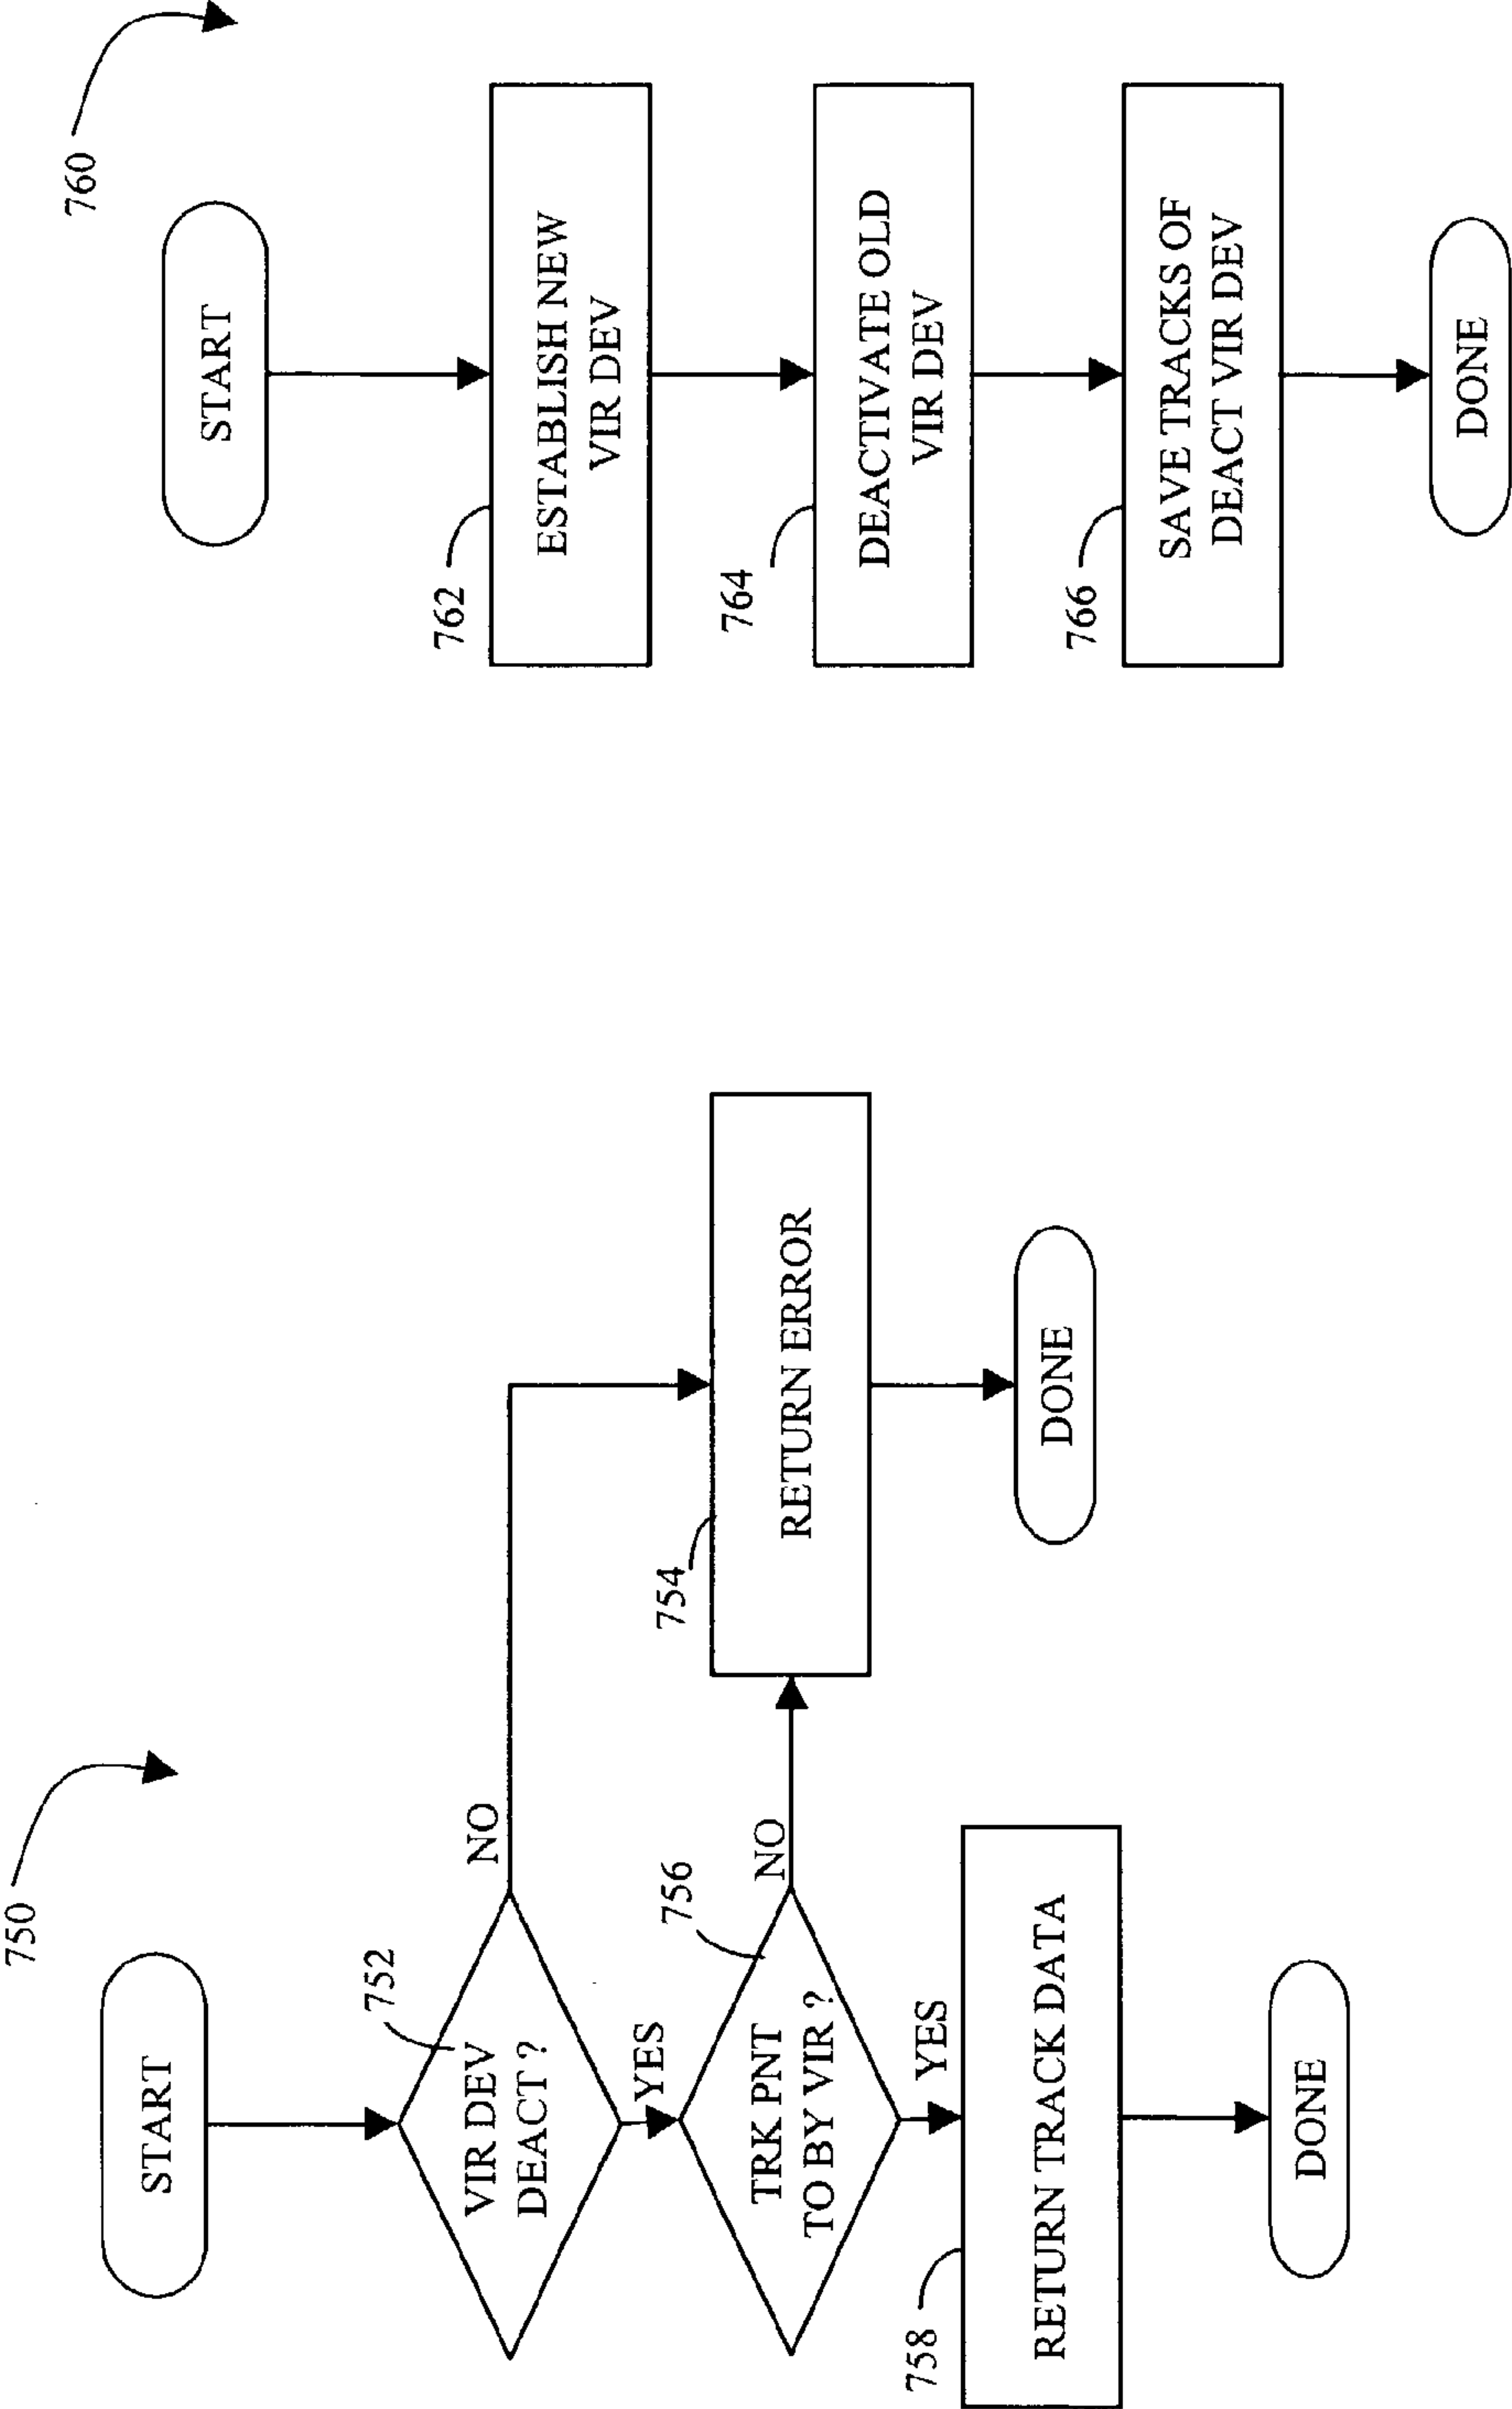 750
START
752
VIR DEV
DEACT ?
NO
YES
756
TRK PNT
TO BY VIR ?
NO
YES
754
RETURN ERROR
DONE
758
RETURN TRACK DATA
DONE
760
START
762
ESTABLISH NEW
VIR DEV
764
DEACTIVATE OLD
VIR DEV
766
SAVE TRACKS OF
DEACT VIR DEV
DONE